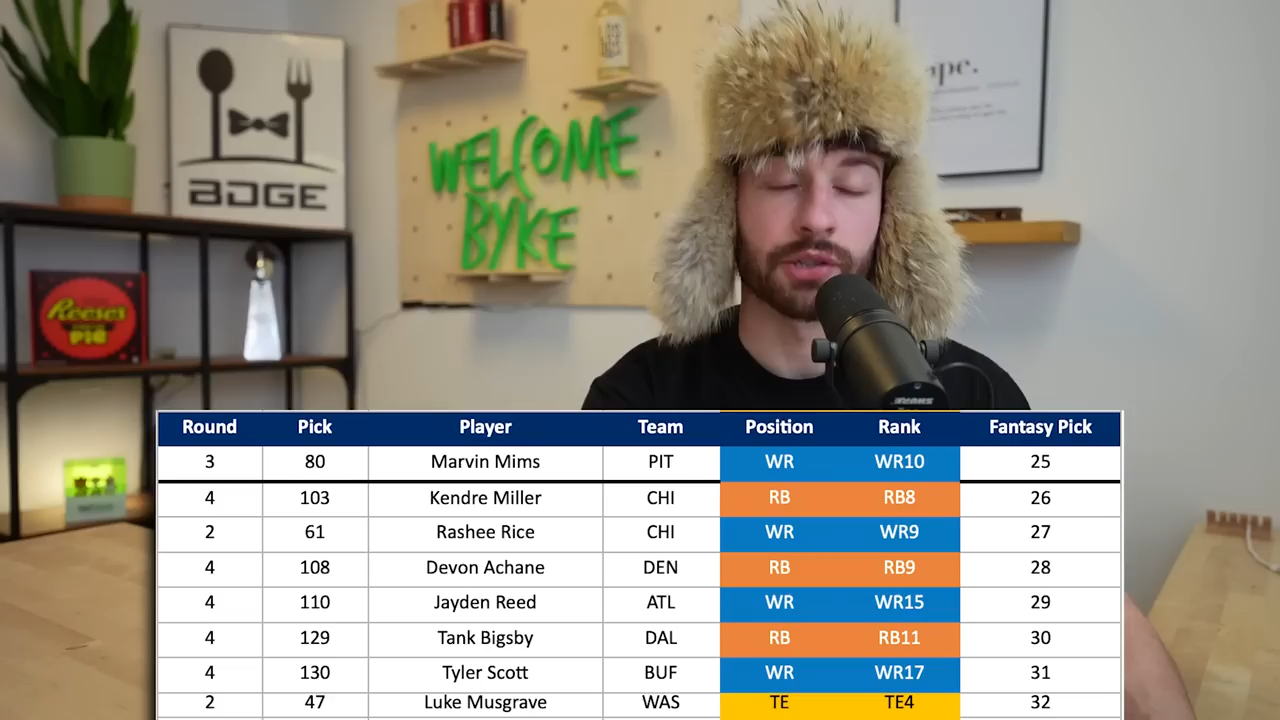 ope.
WELCOME
BYKE
BDGE
Reeses
PIE
Round Pick Player Team Position Rank Fantasy Pick
3 80 Marvin Mims PIT WR WR10 25
4 103 Kendre Miller CHI RB RB8 26
2 61 Rashee Rice CHI WR WR9 27
4 108 Devon Achane DEN RB RB9 28
4 110 Jayden Reed ATL WR WR15 29
4 129 Tank Bigsby DAL RB RB11 30
4 130 Tyler Scott BUF WR WR17 31
2 47 Luke Musgrave WAS TE TE4 32